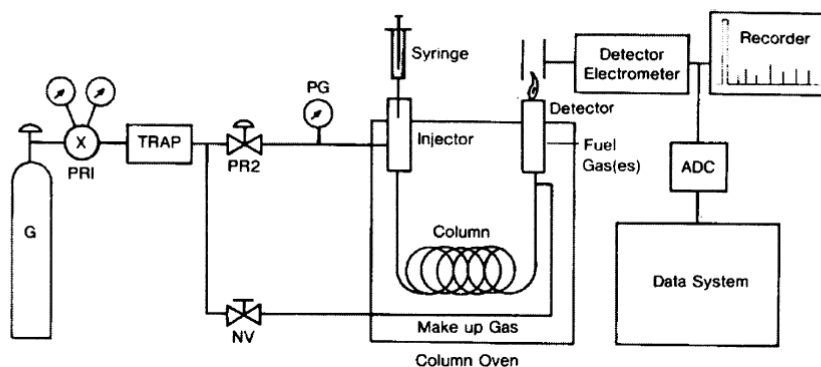 Syringe
Detector
Electrometer
Recorder
PG
Detector
X
TRAP
Injector
Fuel
Gas(es)
PR1
PR2
ADC
G
Column
Data System
NV
Make up Gas
Column Oven